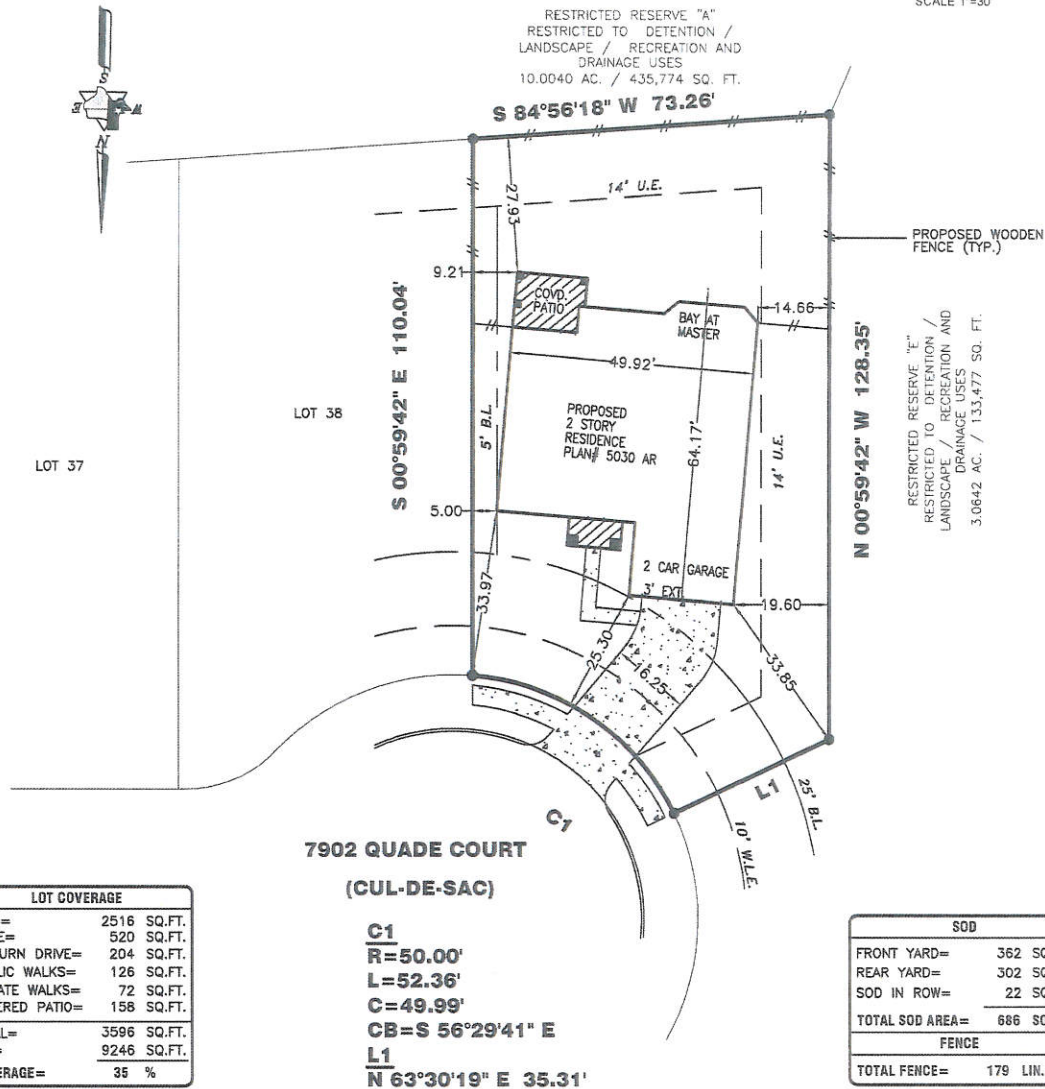 SCALE 1"=30'
RESTRICTED RESERVE "A"
RESTRICTED TO DETENTION /
LANDSCAPE / RECREATION AND
DRAINAGE USES
10.0040 AC. / 435,774 SQ. FT.
S 84°56'18" W 73.26'
S
E
W
N
27.93
14' U.E.
PROPOSED WOODEN
FENCE (TYP.)
9.21
COVD.
PATIO
BAY AT
MASTER
14.66
49.92'
S 00°59'42" E 110.04'
LOT 38
LOT 37
5' B.L.
PROPOSED
2 STORY
RESIDENCE
PLAN# 5030 AR
64.17'
14' U.E.
N 00°59'42" W 128.35'
RESTRICTED RESERVE "E"
RESTRICTED TO DETENTION /
LANDSCAPE / RECREATION AND
DRAINAGE USES
3.0642 AC. / 133,477 SQ. FT.
5.00
2 CAR GARAGE
3' EXT.
33.97
19.60
25.30
16.25
33.85
L1
25' B.L.
10' W.L.E.
C1
7902 QUADE COURT
(CUL-DE-SAC)
C1
R=50.00'
L=52.36'
C=49.99'
CB=S 56°29'41" E
L1
N 63°30'19" E 35.31'
LOT COVERAGE
= 2516 SQ.FT.
E= 520 SQ.FT.
URN DRIVE= 204 SQ.FT.
LIC WALKS= 126 SQ.FT.
ATE WALKS= 72 SQ.FT.
ERED PATIO= 158 SQ.FT.
AL= 3596 SQ.FT.
= 9246 SQ.FT.
ERAGE= 35 %
SOD
FRONT YARD= 362 SQ
REAR YARD= 302 SQ
SOD IN ROW= 22 SQ
TOTAL SOD AREA= 686 SQ
FENCE
TOTAL FENCE= 179 LIN.